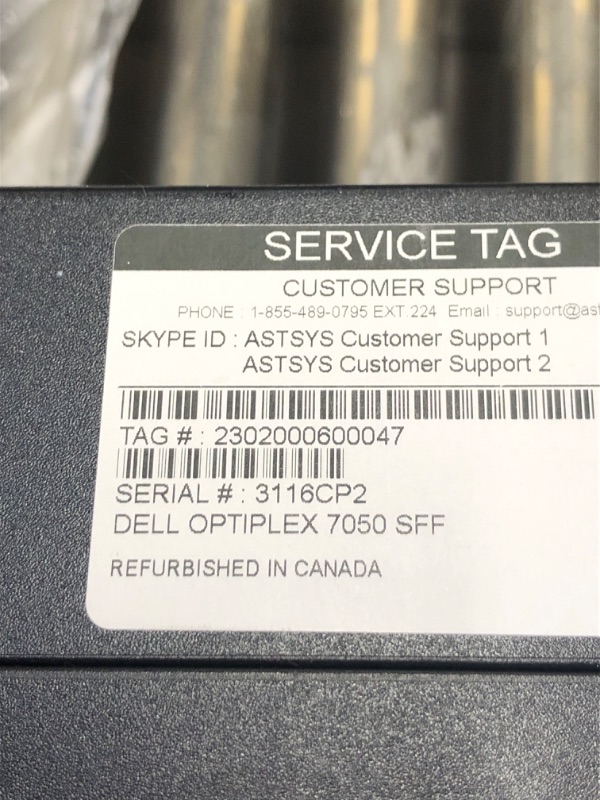 SERVICE TAG
CUSTOMER SUPPORT
PHONE : 1-855-489-0795 EXT.224 Email : support@ast
SKYPE ID : ASTSYS Customer Support 1
ASTSYS Customer Support 2
TAG # : 2302000600047
SERIAL # : 3116CP2
DELL OPTIPLEX 7050 SFF
REFURBISHED IN CANADA